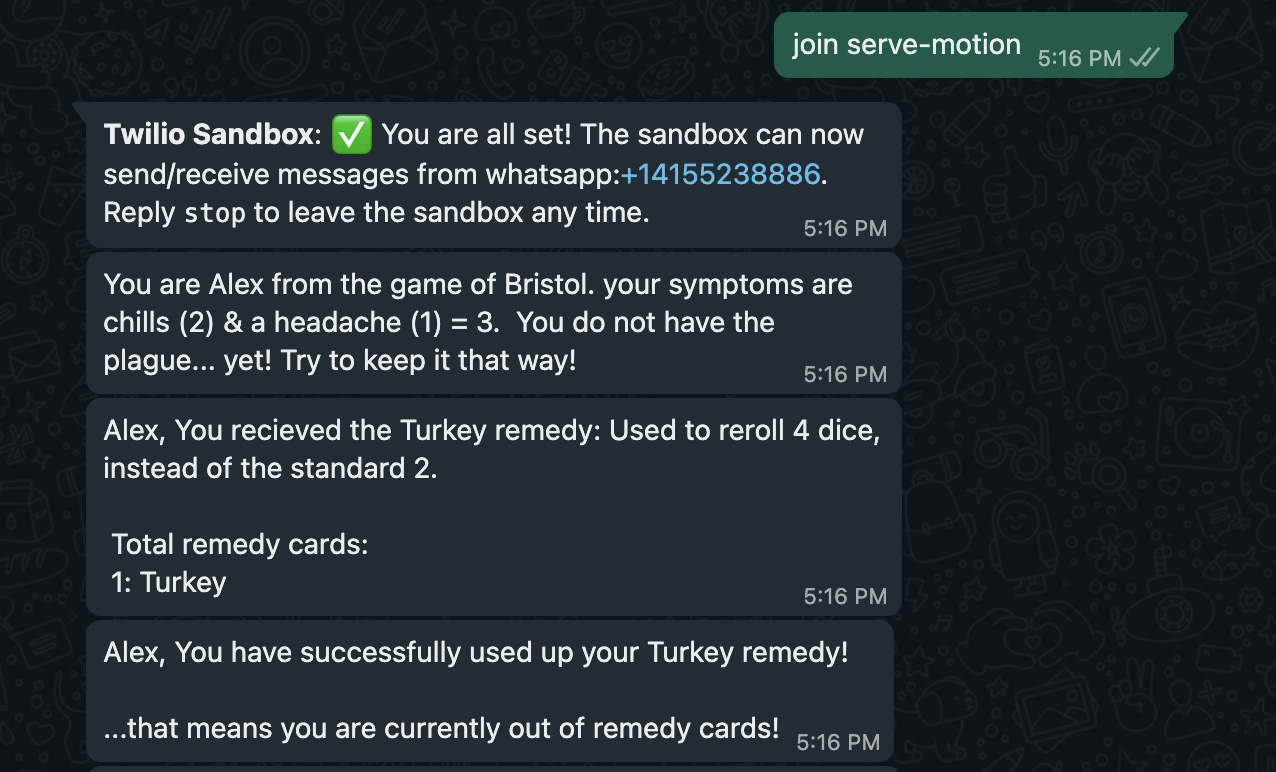 join serve-motion
5:16 PM
Twilio Sandbox: ✅ You are all set! The sandbox can now
send/receive messages from whatsapp:+14155238886.
Reply stop to leave the sandbox any time.
5:16 PM
You are Alex from the game of Bristol. your symptoms are
chills (2) & a headache (1) = 3.  You do not have the
plague... yet! Try to keep it that way!
5:16 PM
Alex, You recieved the Turkey remedy: Used to reroll 4 dice,
instead of the standard 2.
Total remedy cards:
1: Turkey
5:16 PM
Alex, You have successfully used up your Turkey remedy!
...that means you are currently out of remedy cards!
5:16 PM